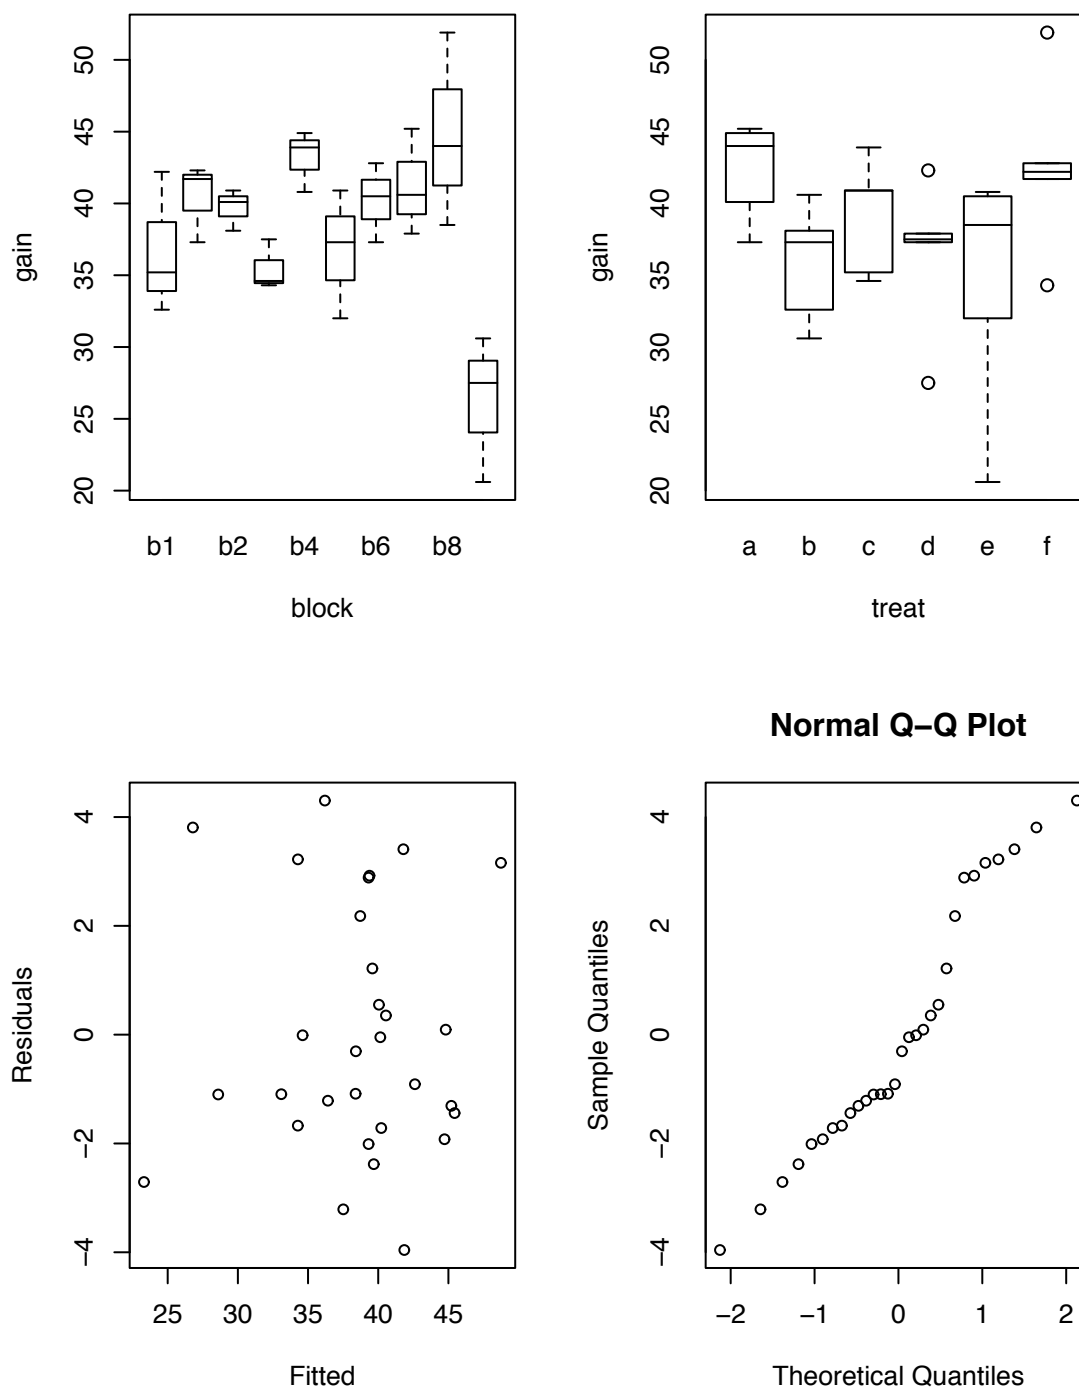 gain
50
45
40
35
30
25
20
b1 b2 b4 b6 b8
block
gain
50
45
40
35
30
25
20
a b c d e f
treat
Residuals
4
2
0
−2
−4
25 30 35 40 45
Fitted
Normal Q−Q Plot
Sample Quantiles
4
2
0
−2
−4
−2 −1 0 1 2
Theoretical Quantiles